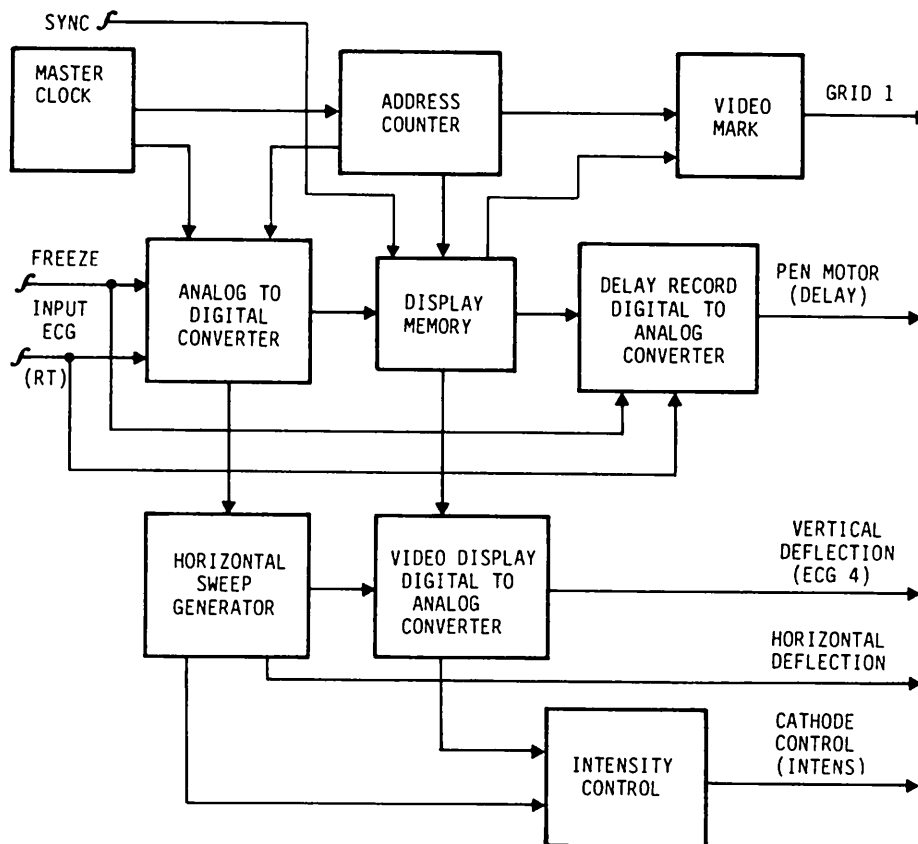 SYNC
MASTER
CLOCK
ADDRESS
COUNTER
VIDEO
MARK
GRID 1
FREEZE
INPUT
ECG
(RT)
ANALOG TO
DIGITAL
CONVERTER
DISPLAY
MEMORY
DELAY RECORD
DIGITAL TO
ANALOG
CONVERTER
PEN MOTOR
(DELAY)
HORIZONTAL
SWEEP
GENERATOR
VIDEO DISPLAY
DIGITAL TO
ANALOG
CONVERTER
VERTICAL
DEFLECTION
(ECG 4)
HORIZONTAL
DEFLECTION
INTENSITY
CONTROL
CATHODE
CONTROL
(INTENS)